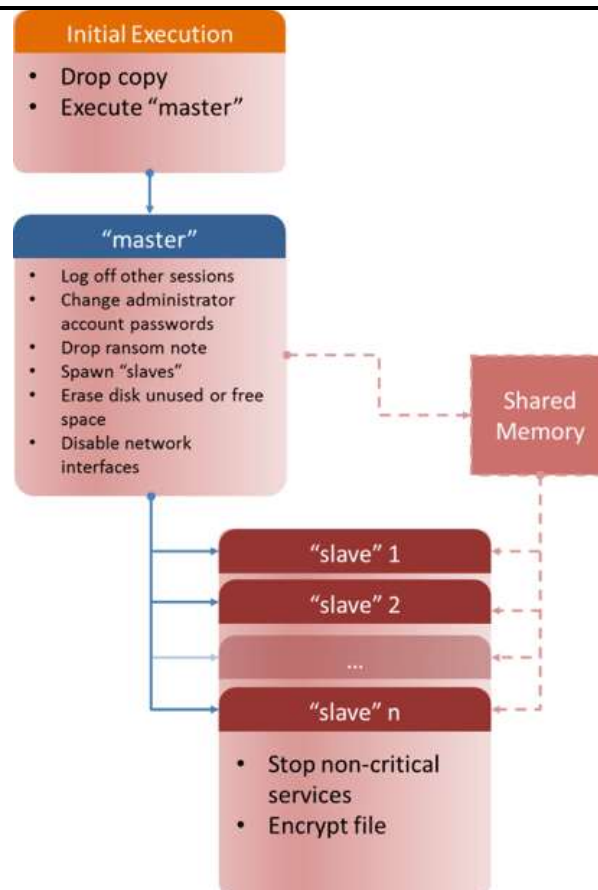 Initial Execution
• Drop copy
• Execute “master”
“master”
• Log off other sessions
• Change administrator
account passwords
• Drop ransom note
• Spawn “slaves”
• Erase disk unused or free
space
• Disable network
interfaces
Shared
Memory
“slave” 1
“slave” 2
...
“slave” n
• Stop non-critical
services
• Encrypt file